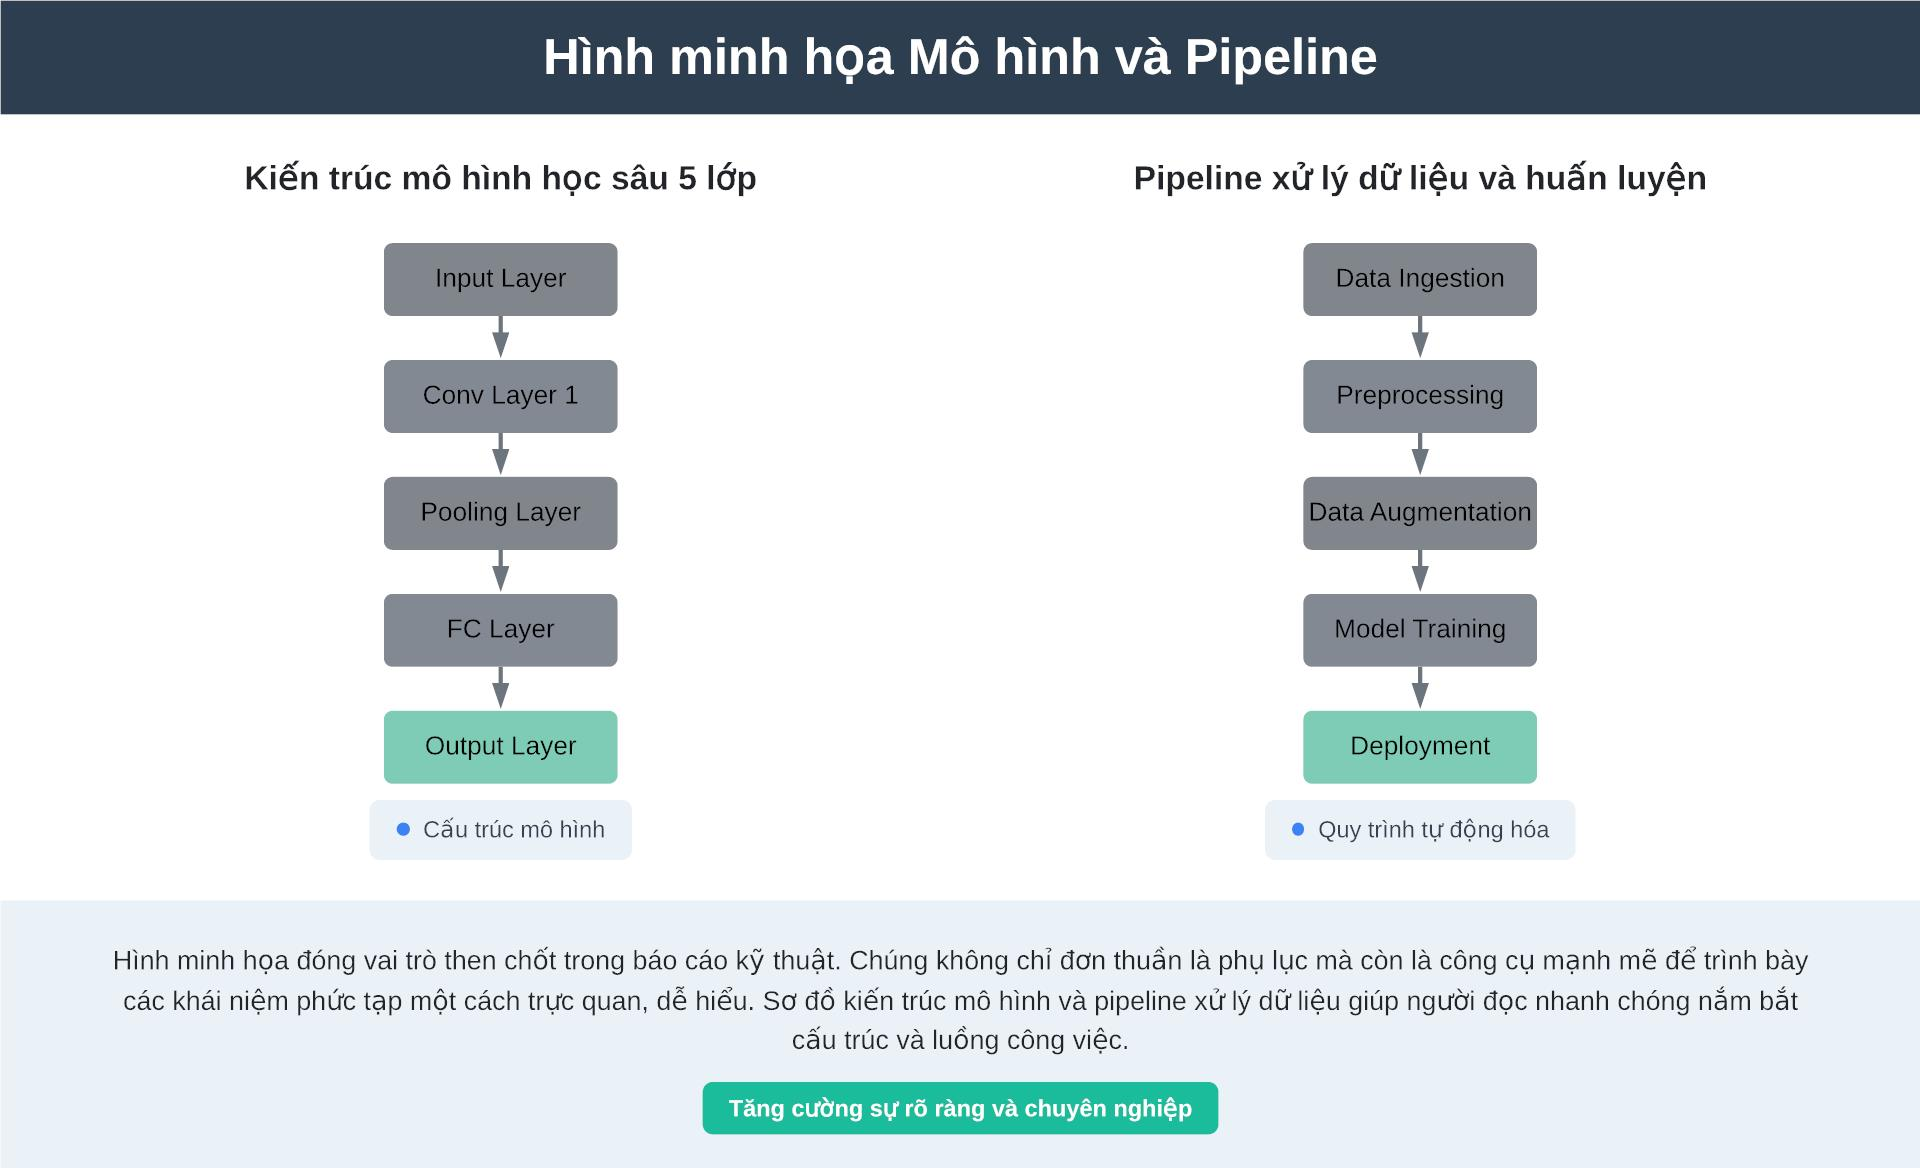 Hình minh họa Mô hình và Pipeline
Kiến trúc mô hình học sâu 5 lớp
Input Layer
Conv Layer 1
Pooling Layer
FC Layer
Output Layer
Cấu trúc mô hình
Pipeline xử lý dữ liệu và huấn luyện
Data Ingestion
Preprocessing
Data Augmentation
Model Training
Deployment
Quy trình tự động hóa
Hình minh họa đóng vai trò then chốt trong báo cáo kỹ thuật. Chúng không chỉ đơn thuần là phụ lục mà còn là công cụ mạnh mẽ để trình bày
các khái niệm phức tạp một cách trực quan, dễ hiểu. Sơ đồ kiến trúc mô hình và pipeline xử lý dữ liệu giúp người đọc nhanh chóng nắm bắt
cấu trúc và luồng công việc.
Tăng cường sự rõ ràng và chuyên nghiệp